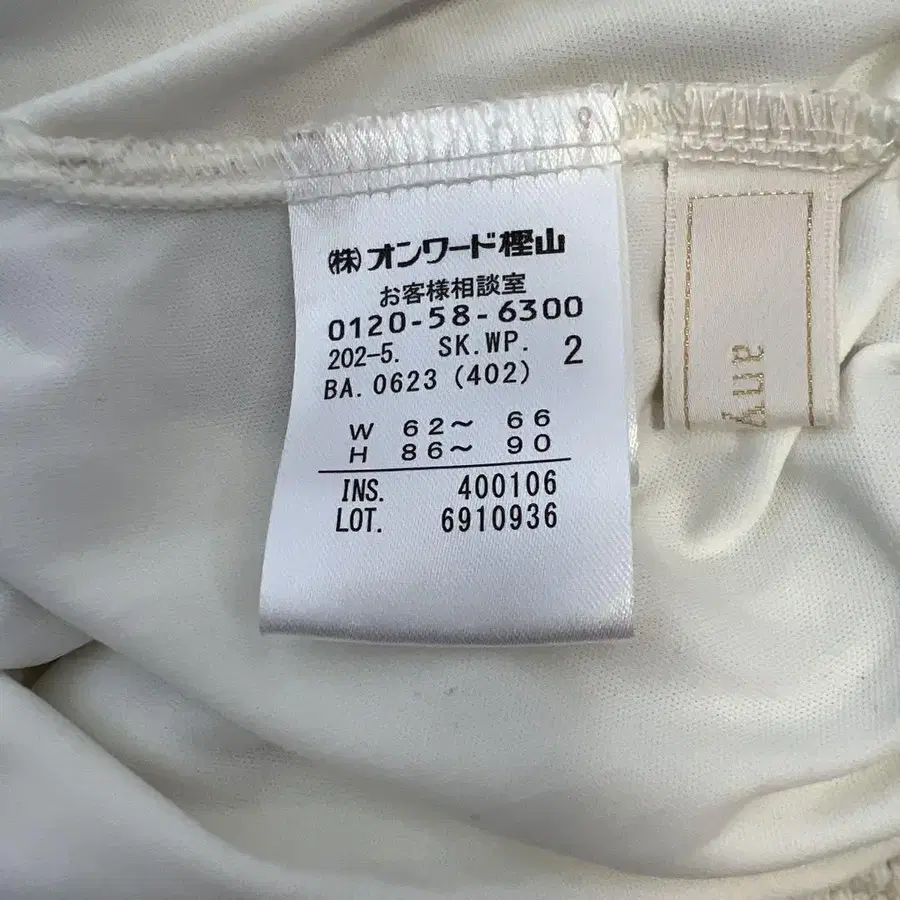 ㈱オンワード樫山
お客様相談室
0120-58-6300
202-5. SK.WP. 2
BA.0623 (402)
W 62〜 66
H 86〜 90
INS. 400106
LOT. 6910936
any